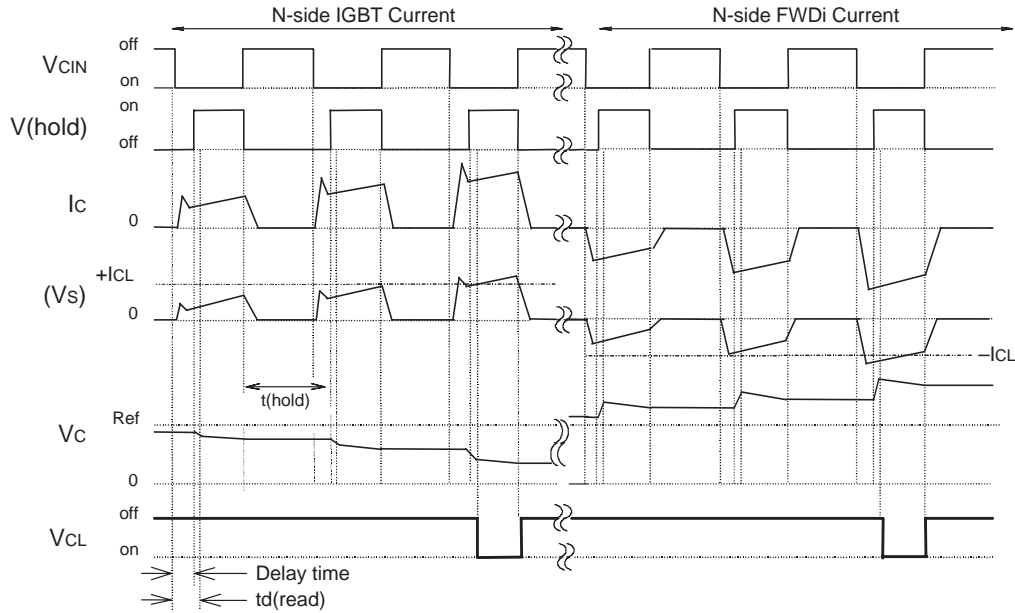 N-side IGBT Current
N-side FWDi Current
VCIN
off
on
V(hold)
on
off
IC
0
+ICL
(VS)
0
–ICL
t(hold)
Ref
VC
0
off
VCL
on
Delay time
td(read)